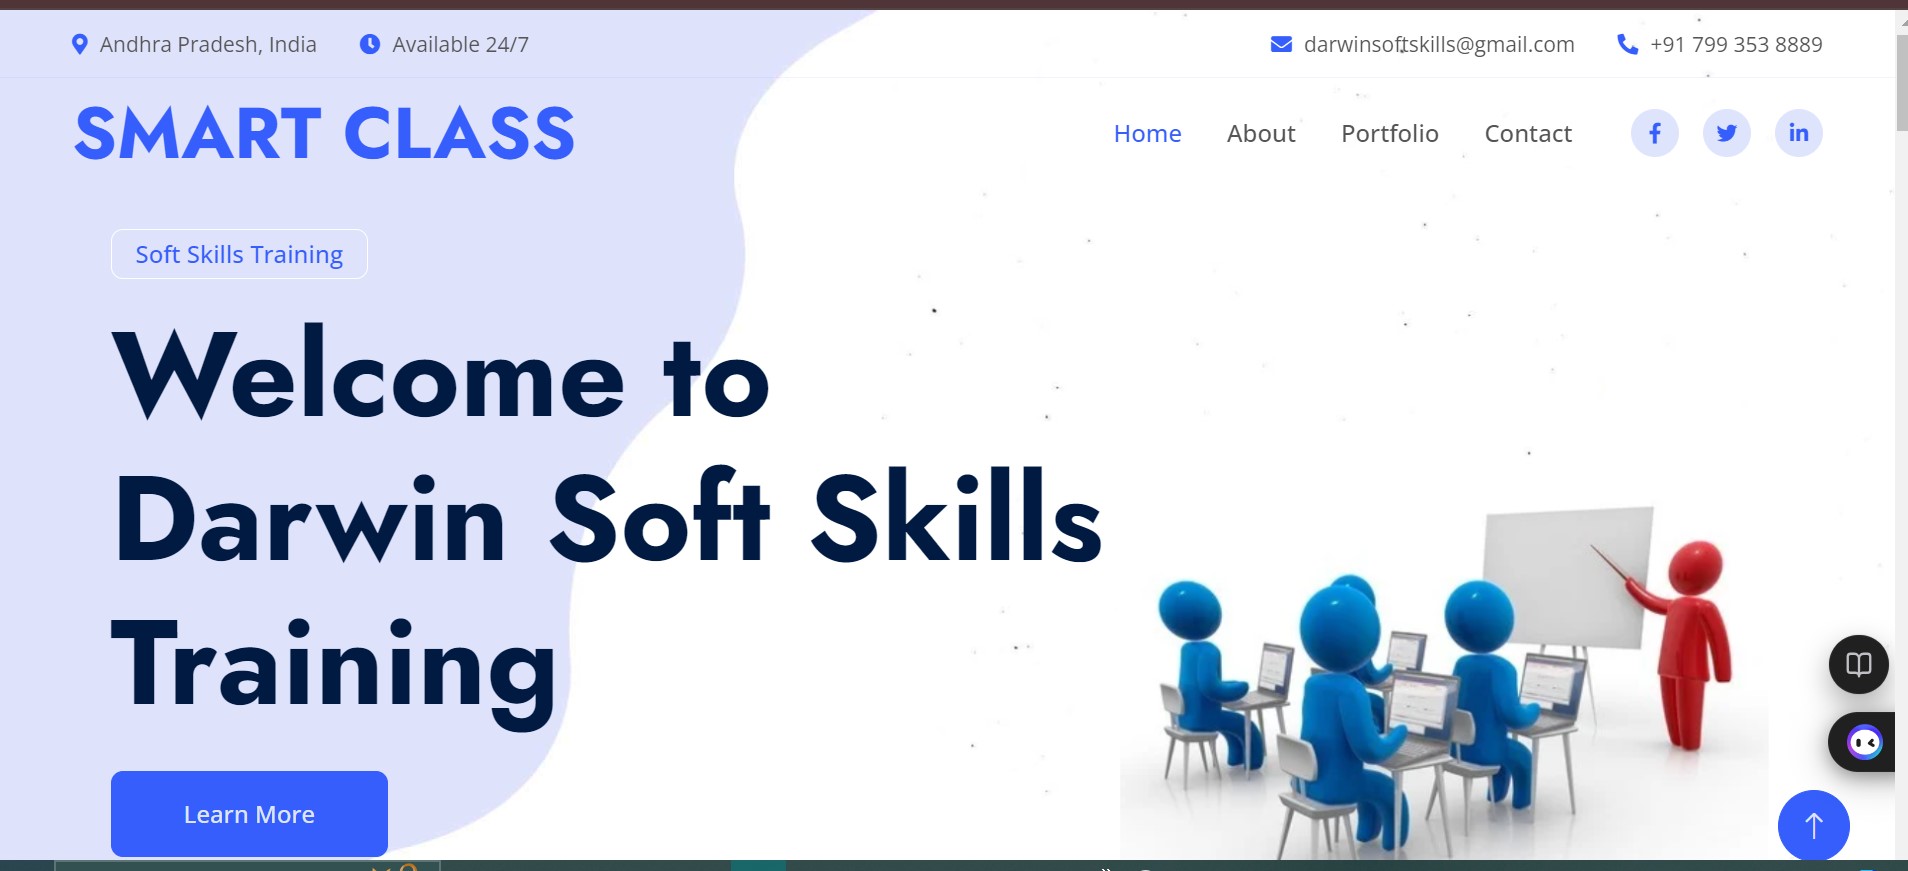 Andhra Pradesh, India
Available 24/7
darwinsoftskills@gmail.com
+91 799 353 8889
SMART CLASS
Home
About
Portfolio
Contact
Soft Skills Training
Welcome to
Darwin Soft Skills
Training
Learn More